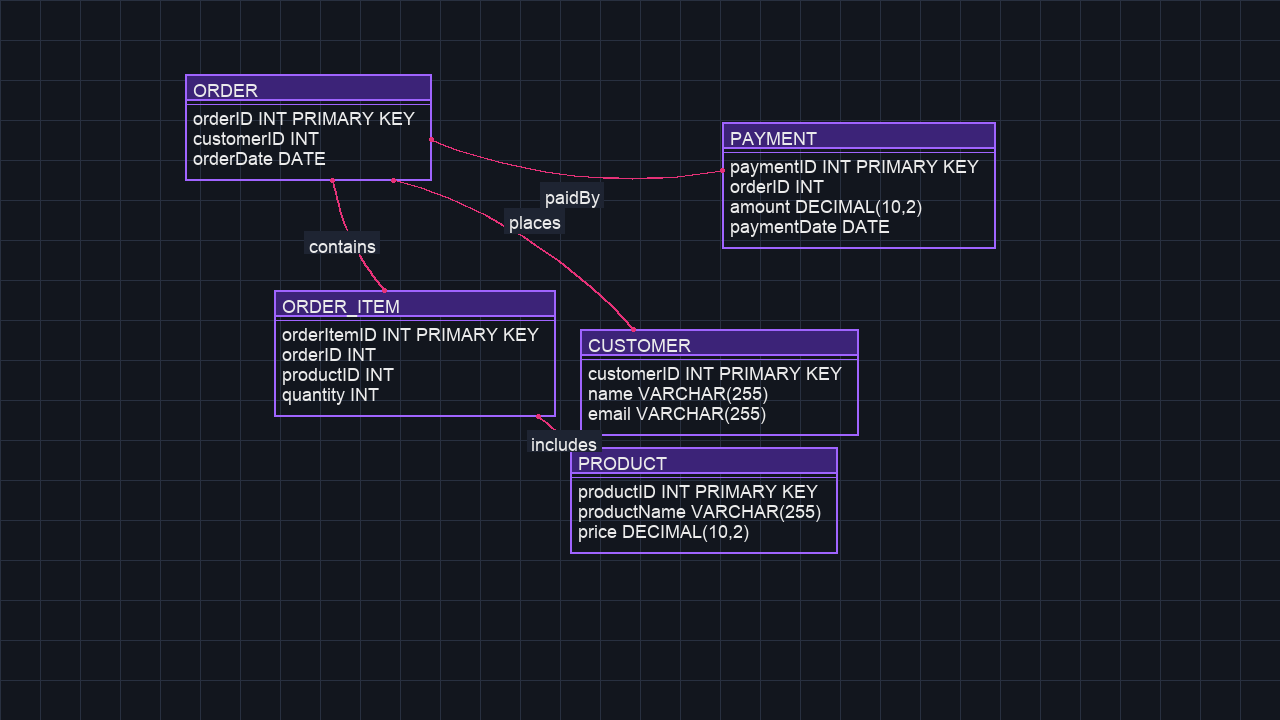 ORDER
orderID INT PRIMARY KEY
customerID INT
orderDate DATE
PAYMENT
paymentID INT PRIMARY KEY
orderID INT
amount DECIMAL(10,2)
paymentDate DATE
paidBy
places
contains
ORDER_ITEM
orderItemID INT PRIMARY KEY
orderID INT
productID INT
quantity INT
CUSTOMER
customerID INT PRIMARY KEY
name VARCHAR(255)
email VARCHAR(255)
includes
PRODUCT
productID INT PRIMARY KEY
productName VARCHAR(255)
price DECIMAL(10,2)